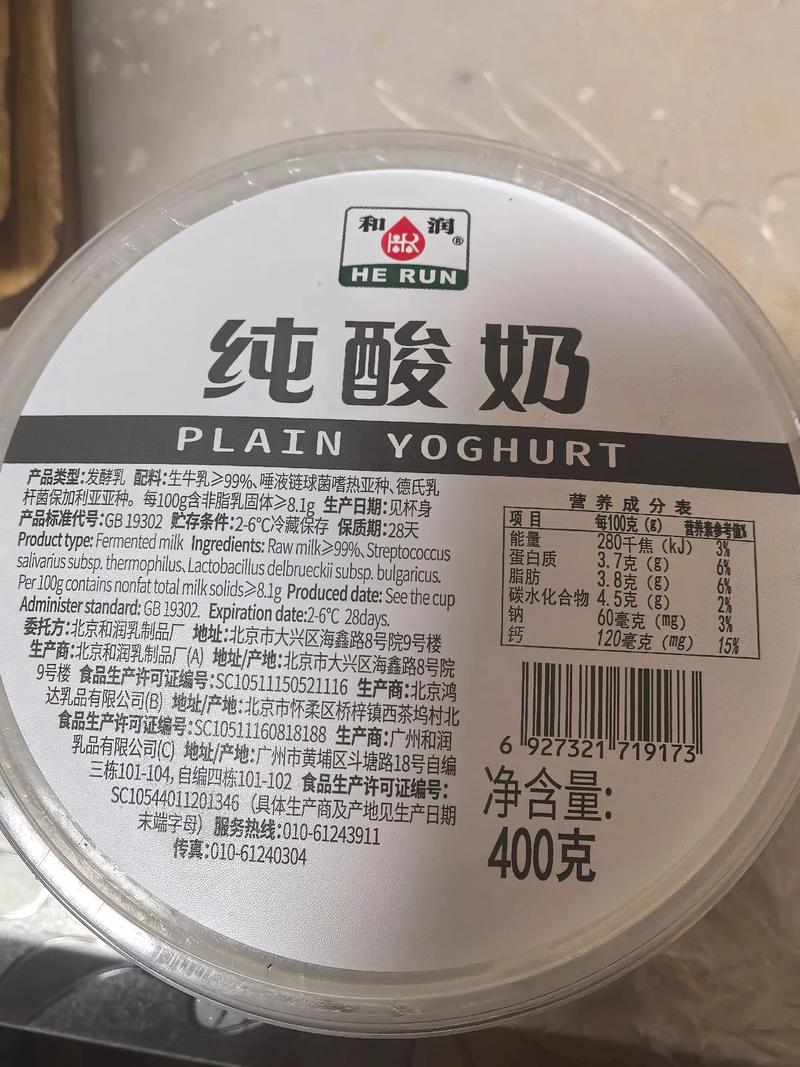 和润®
HE RUN
纯酸奶
PLAIN YOGHURT
产品类型:发酵乳 配料:生牛乳≥99%、唾液链球菌嗜热亚种、德氏乳
杆菌保加利亚亚种。每100g含非脂乳固体≥8.1g 生产日期:见杯身
产品标准代号:GB 19302 贮存条件:2-6℃冷藏保存 保质期:28天
Product type: Fermented milk Ingredients: Raw milk≥99%, Streptococcus
salivarius subsp. thermophilus, Lactobacillus delbrueckii subsp. bulgaricus.
Per 100g contains nonfat total milk solids≥8.1g Produced date: See the cup
Administer standard: GB 19302. Expiration date:2-6℃ 28days.
委托方:北京和润乳制品厂 地址:北京市大兴区海鑫路8号院9号楼
生产商:北京和润乳制品厂(A) 地址/产地:北京市大兴区海鑫路8号院
9号楼 食品生产许可证编号:SC10511150521116 生产商:北京鸿
达乳品有限公司(B) 地址/产地:北京市怀柔区桥梓镇西茶坞村北
食品生产许可证编号:SC10511160818188 生产商:广州和润
乳品有限公司(C) 地址/产地:广州市黄埔区斗塘路18号自编
三栋101-104, 自编四栋101-102 食品生产许可证编号:
SC10544011201346 (具体生产商及产地见生产日期
末端字母) 服务热线:010-61243911
传真:010-61240304
营养成分表
项目 每100克 (g) 营养素参考值%
能量 280千焦 (kJ) 3%
蛋白质 3.7克 (g) 6%
脂肪 3.8克 (g) 6%
碳水化合物 4.5克 (g) 2%
钠 60毫克 (mg) 3%
钙 120毫克 (mg) 15%
6 927321 719173
净含量:
400克